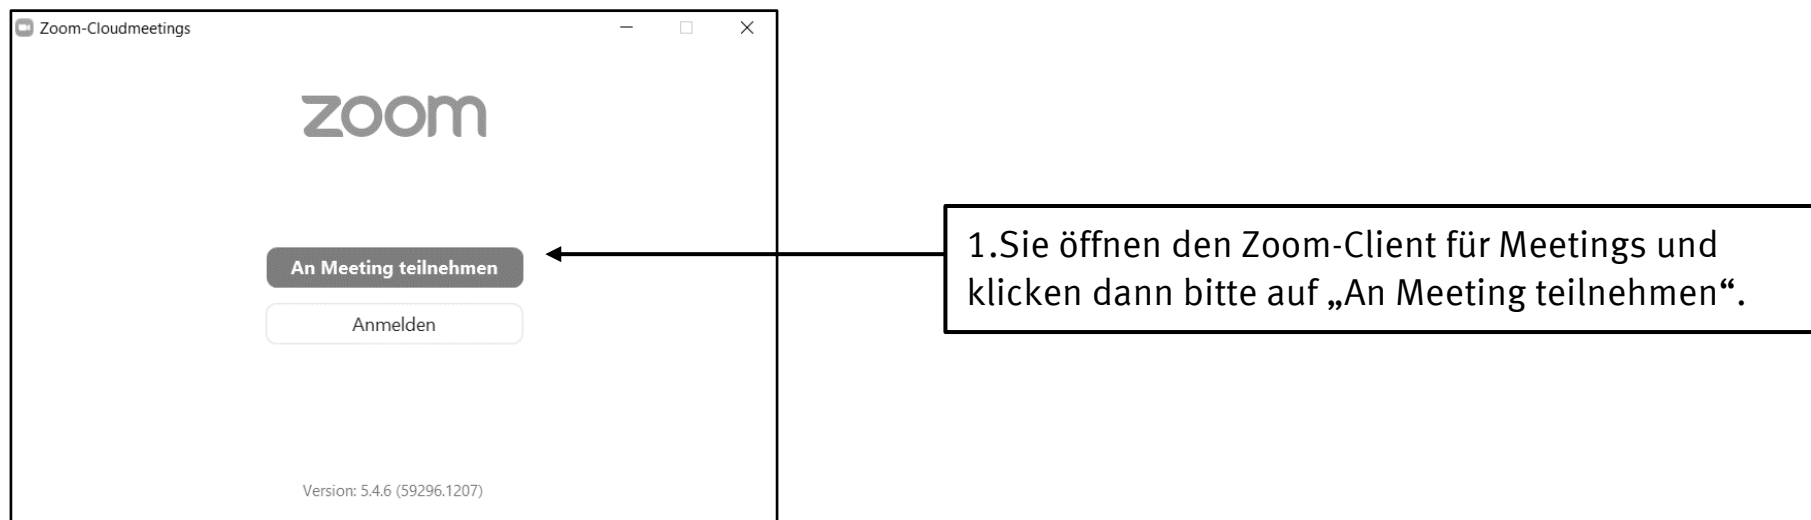 Zoom-Cloudmeetings
zoom
An Meeting teilnehmen
Anmelden
Version: 5.4.6 (59296.1207)
1.Sie öffnen den Zoom-Client für Meetings und
klicken dann bitte auf „An Meeting teilnehmen“.